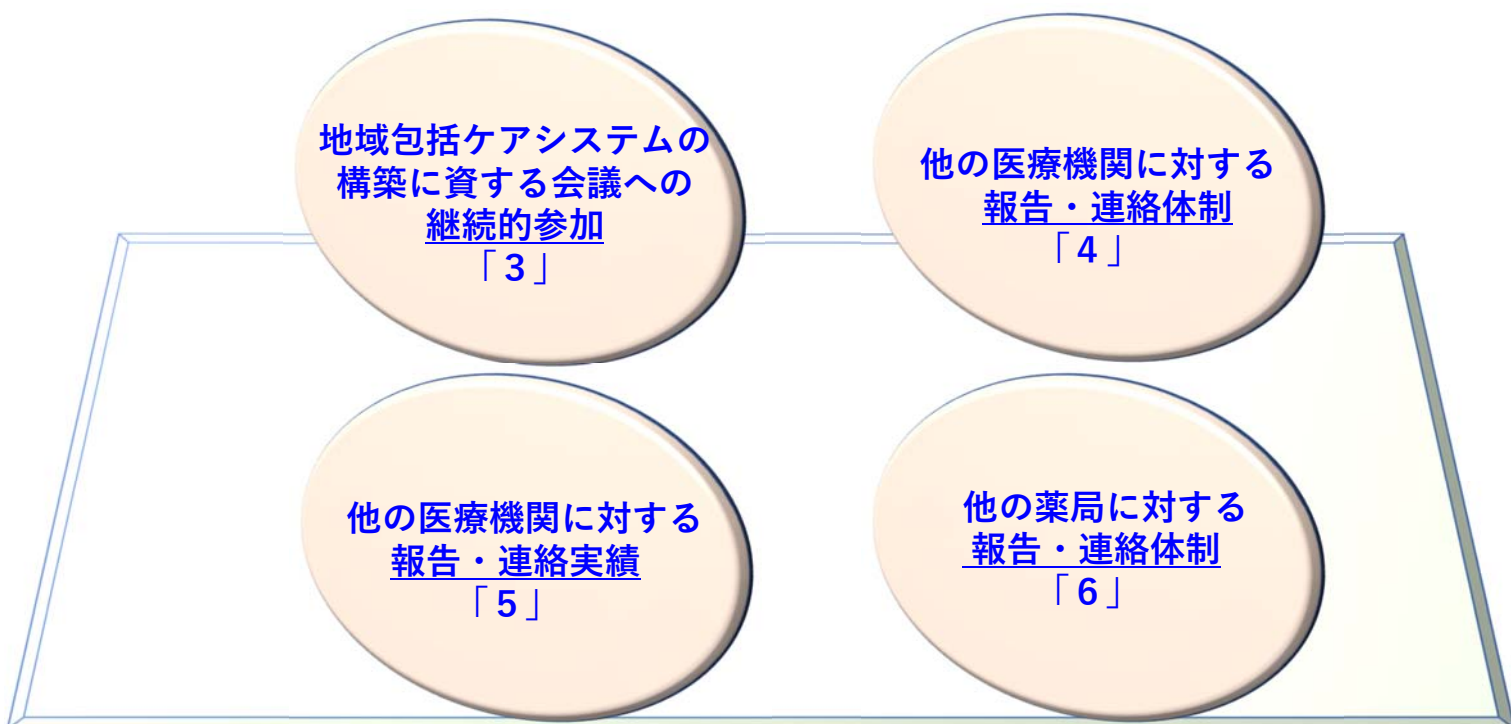 地域包括ケアシステムの
構築に資する会議への
継続的参加
「３」
他の医療機関に対する
報告・連絡体制
「４」
他の医療機関に対する
報告・連絡実績
「５」
他の薬局に対する
報告・連絡体制
「６」